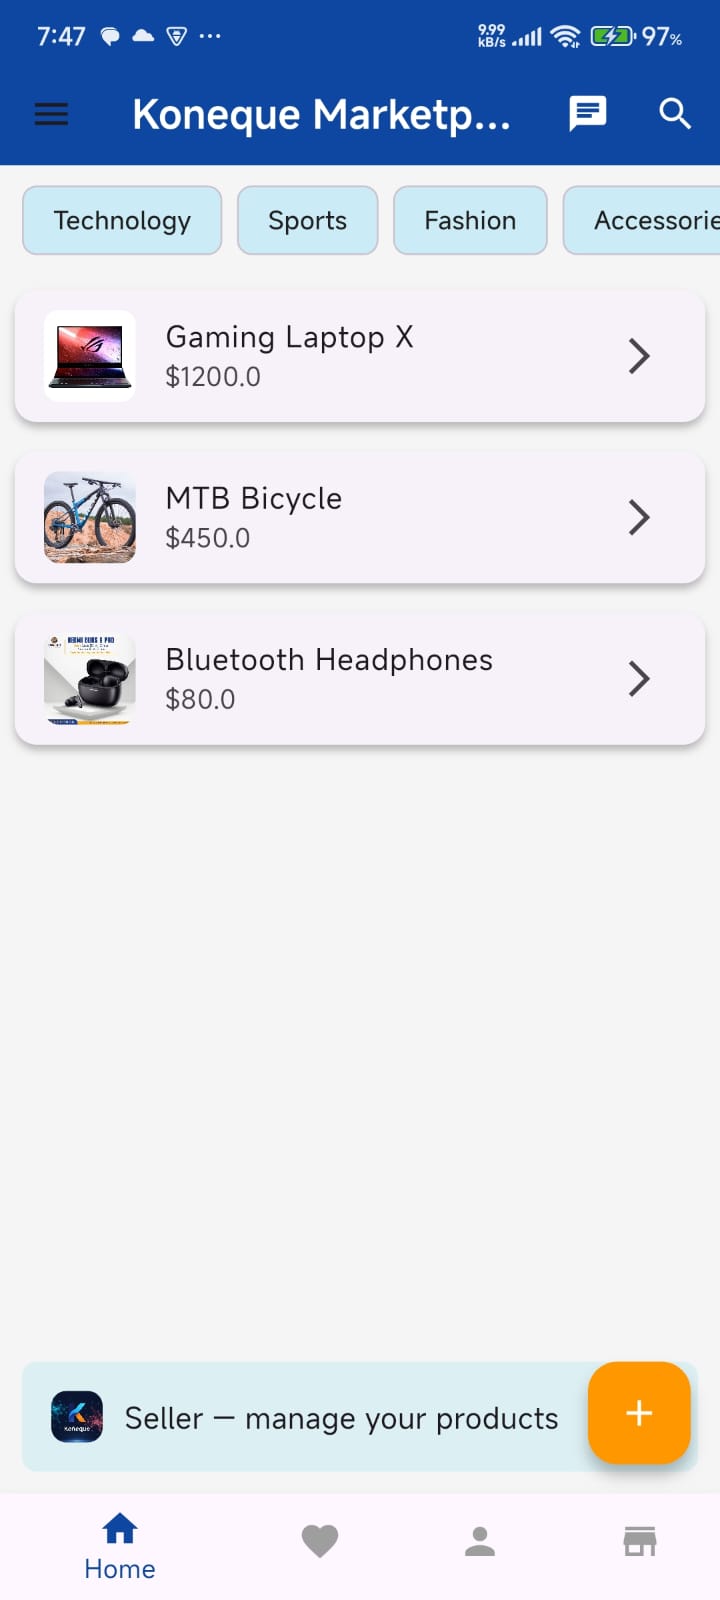 7:47
9.99
kB/s
97%
Koneque Marketp...
Technology
Sports
Fashion
Accessorie
Gaming Laptop X
$1200.0
MTB Bicycle
$450.0
REDMI BUDS 6 PRO
Bluetooth Headphones
$80.0
Koneque
Seller — manage your products
+
Home